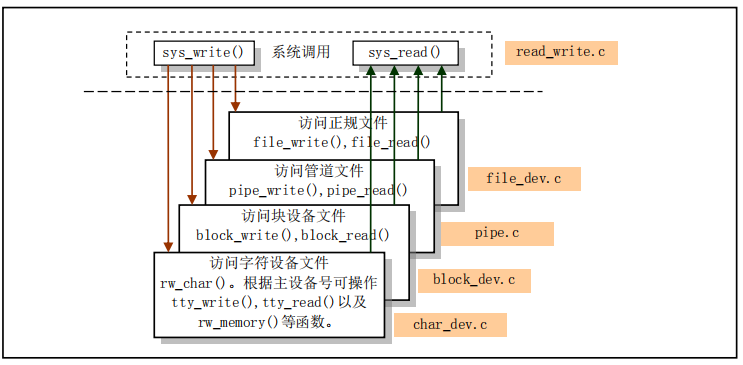 sys_write()
系统调用
sys_read()
read_write.c
访问正规文件
file_write(),file_read()
file_dev.c
访问管道文件
pipe_write(),pipe_read()
pipe.c
访问块设备文件
block_write(),block_read()
block_dev.c
访问字符设备文件
rw_char()。根据主设备号可操作
tty_write(),tty_read()以及
rw_memory()等函数。
char_dev.c